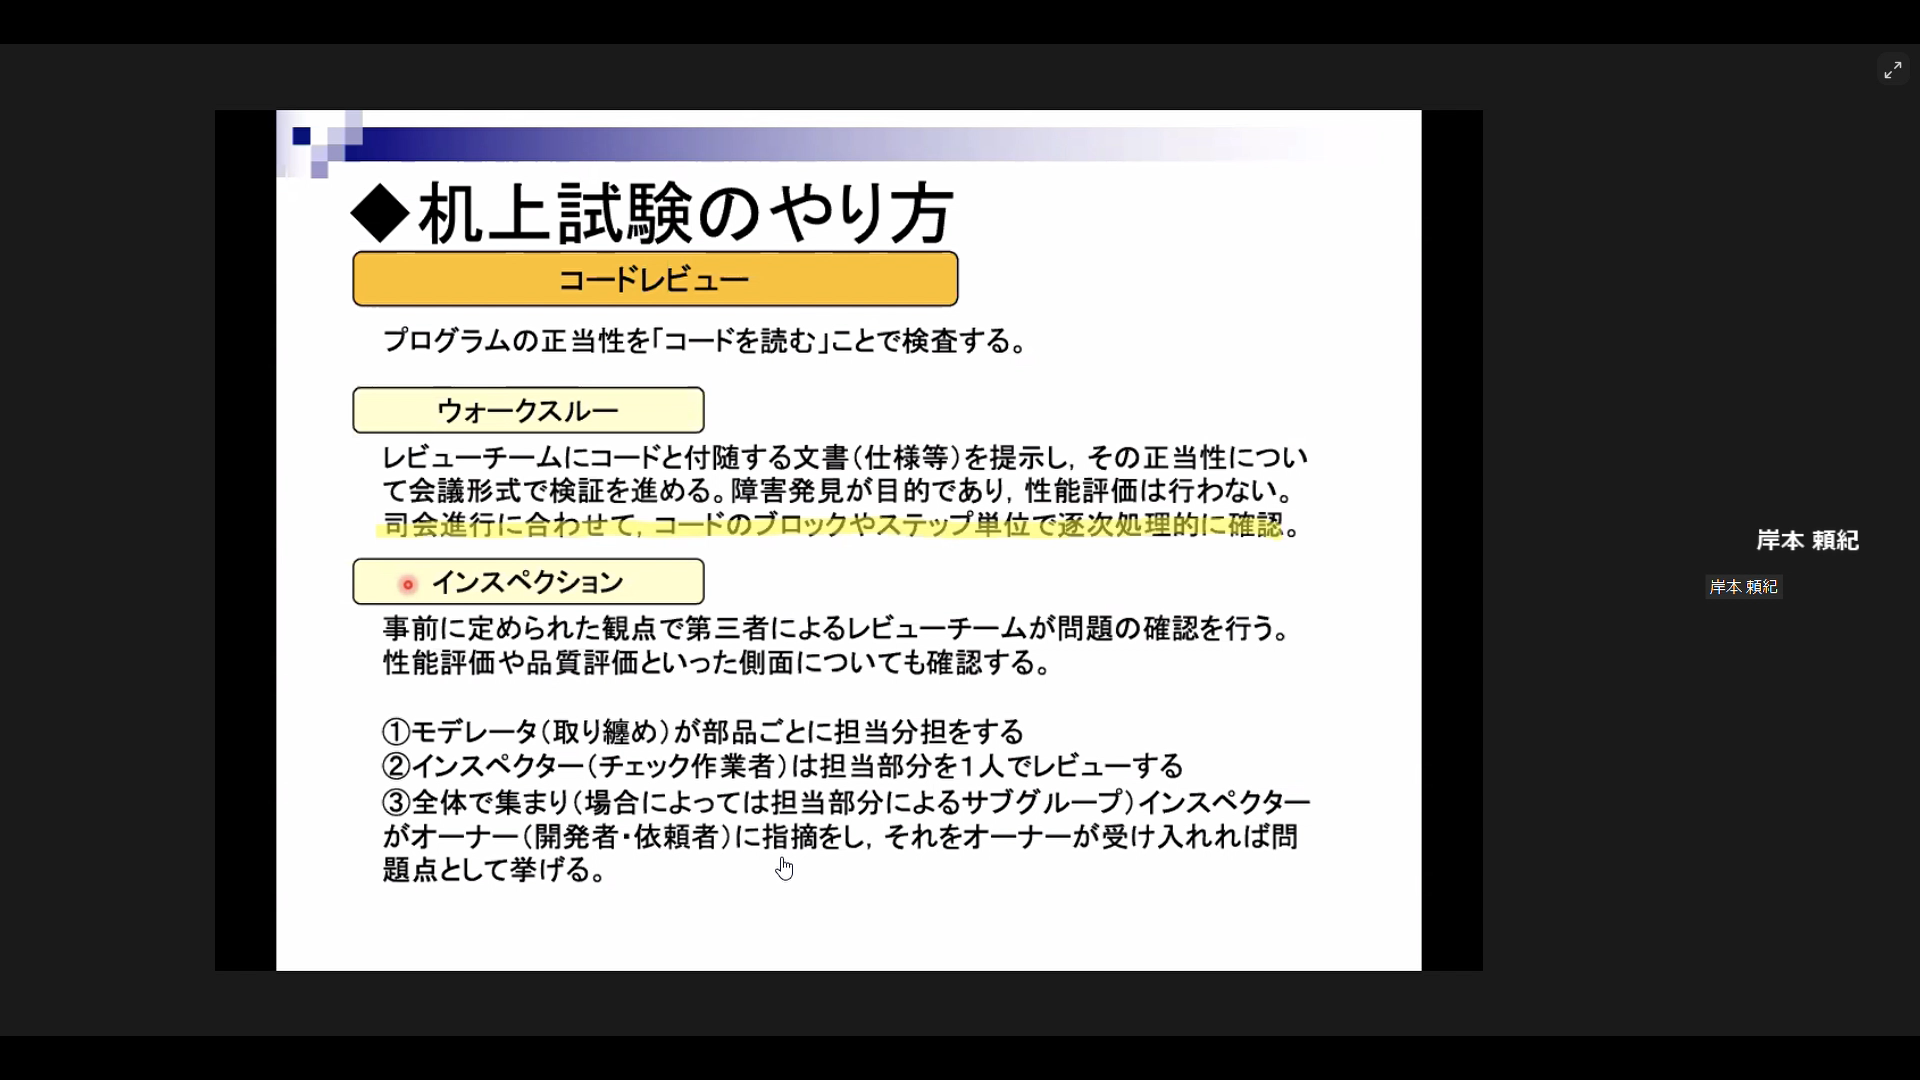 ◆机上試験のやり方
コードレビュー
プログラムの正当性を「コードを読む」ことで検査する。
ウォークスルー
レビューチームにコードと付随する文書(仕様等)を提示し, その正当性につい
て会議形式で検証を進める。障害発見が目的であり, 性能評価は行わない。
司会進行に合わせて, コードのブロックやステップ単位で逐次処理的に確認。
インスペクション
事前に定められた観点で第三者によるレビューチームが問題の確認を行う。
性能評価や品質評価といった側面についても確認する。
①モデレータ(取り纏め)が部品ごとに担当分担をする
②インスペクター(チェック作業者)は担当部分を1人でレビューする
③全体で集まり(場合によっては担当部分によるサブグループ)インスペクター
がオーナー(開発者・依頼者)に指摘をし, それをオーナーが受け入れれば問
題点として挙げる。
岸本 頼紀
岸本 頼紀